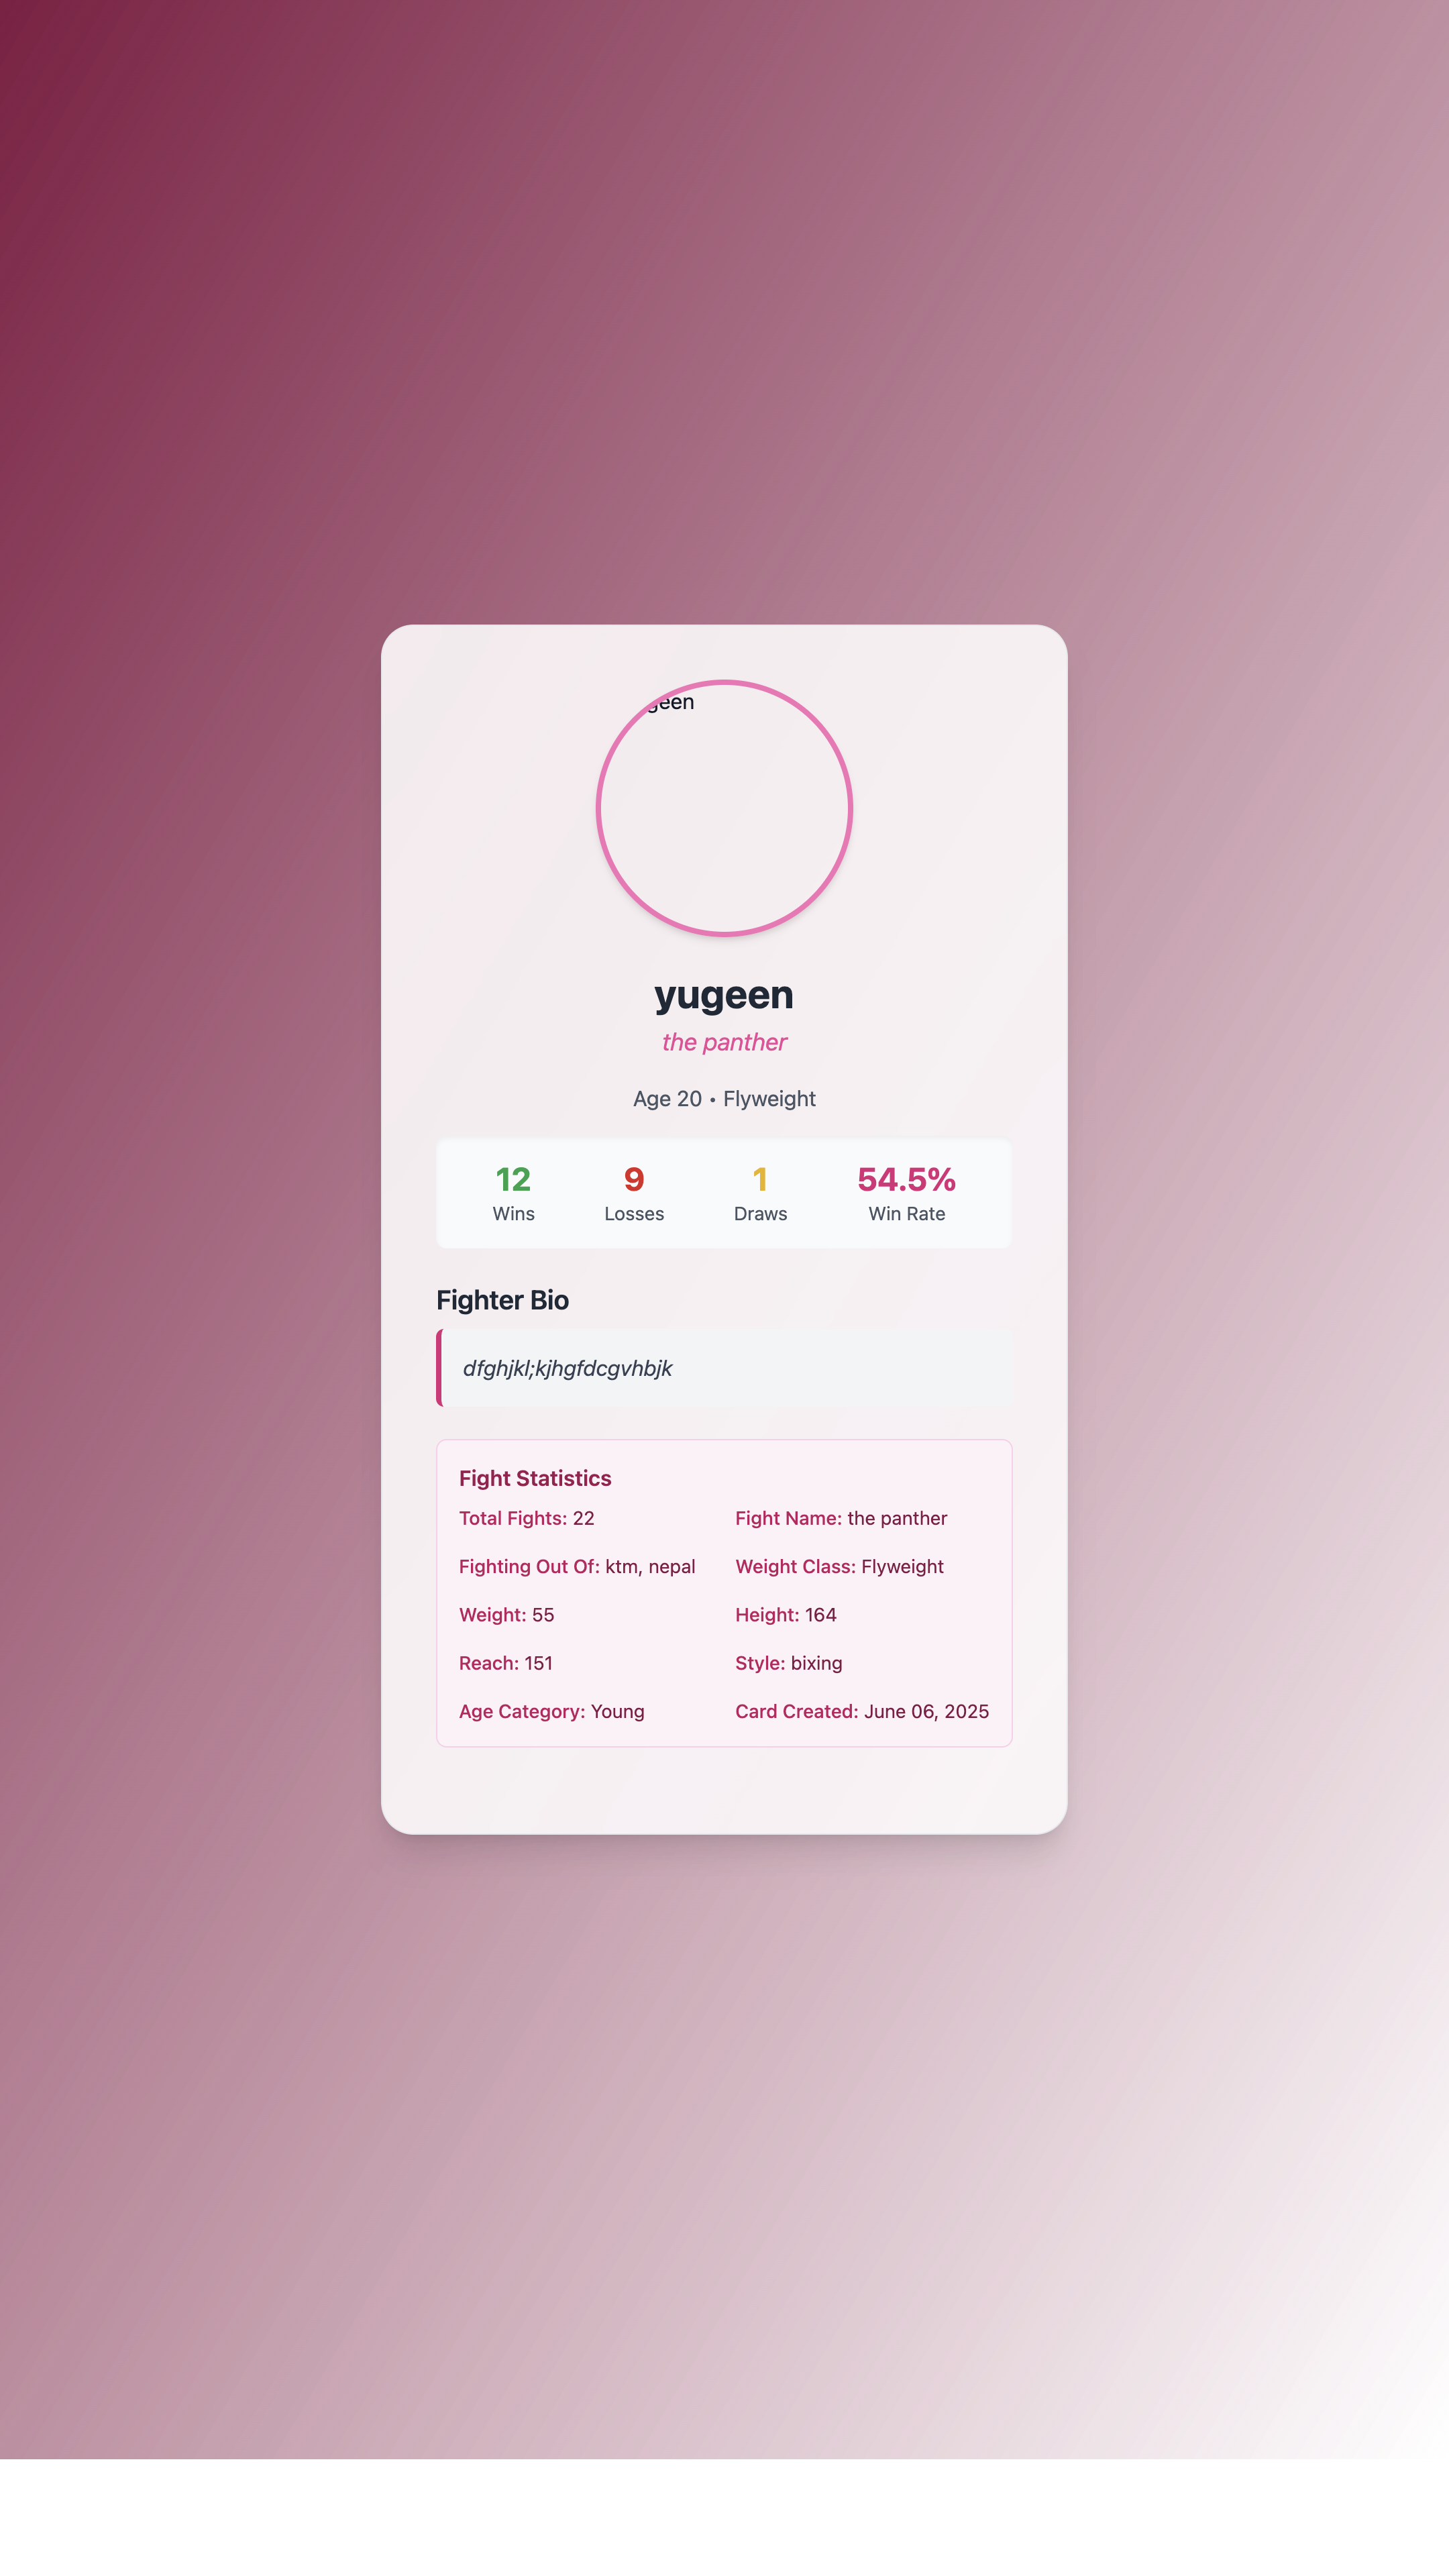 geen
yugeen
the panther
Age 20 • Flyweight
12 9 1 54.5%
Wins Losses Draws Win Rate
Fighter Bio
dfghjkl;kjhgfdcgvhbjk
Fight Statistics
Total Fights: 22 Fight Name: the panther
Fighting Out Of: ktm, nepal Weight Class: Flyweight
Weight: 55 Height: 164
Reach: 151 Style: bixing
Age Category: Young Card Created: June 06, 2025